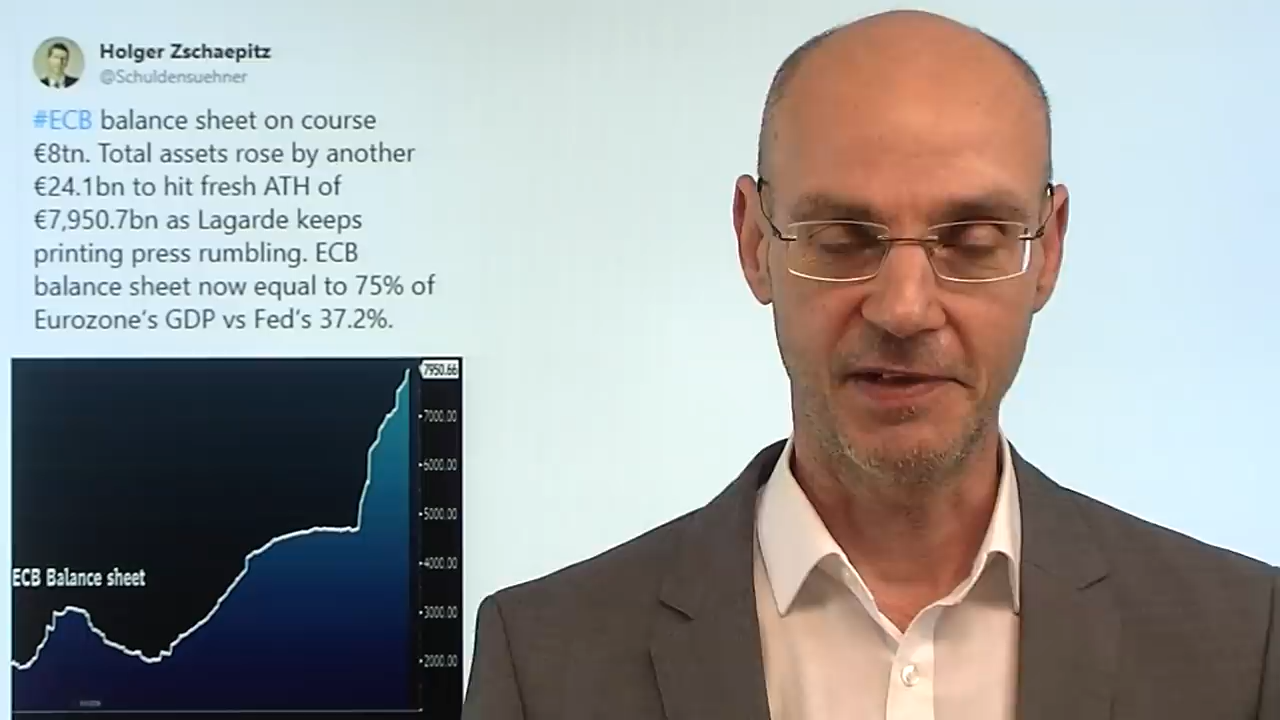 Holger Zschaepitz
@Schuldensuehner
#ECB balance sheet on course
€8tn. Total assets rose by another
€24.1bn to hit fresh ATH of
€7,950.7bn as Lagarde keeps
printing press rumbling. ECB
balance sheet now equal to 75% of
Eurozone's GDP vs Fed's 37.2%.
7950.66
7000.00
6000.00
5000.00
4000.00
ECB Balance sheet
3000.00
2000.00